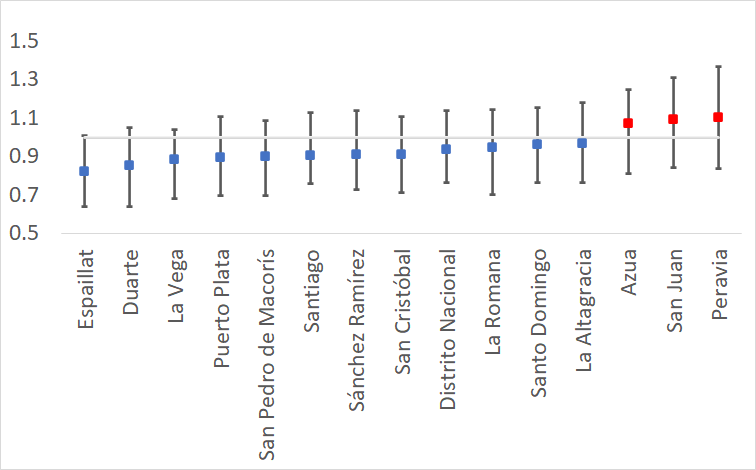 1.5
1.3
1.1
0.9
0.7
0.5
Espaillat
Duarte
La Vega
Puerto Plata
San Pedro de Macorís
Santiago
Sánchez Ramírez
San Cristóbal
Distrito Nacional
La Romana
Santo Domingo
La Altagracia
Azua
San Juan
Peravia